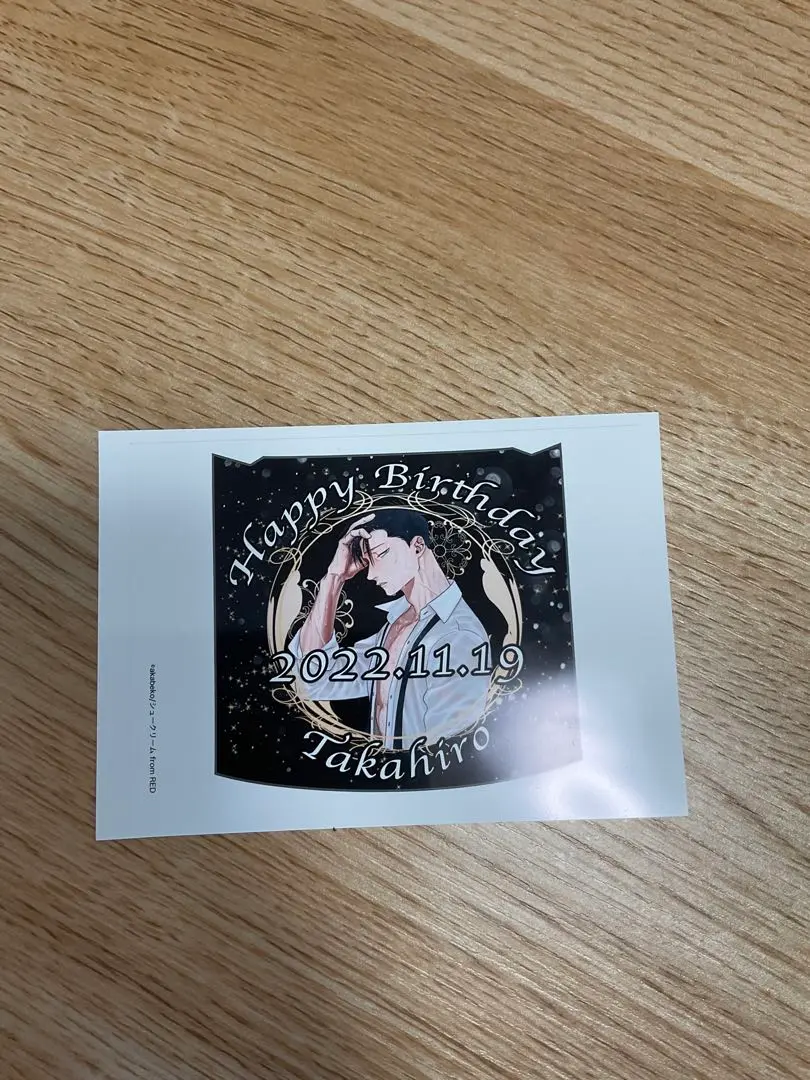 Happy Birthday
2022.11.19
Takahiro
©akabeko/シュークリーム from RED